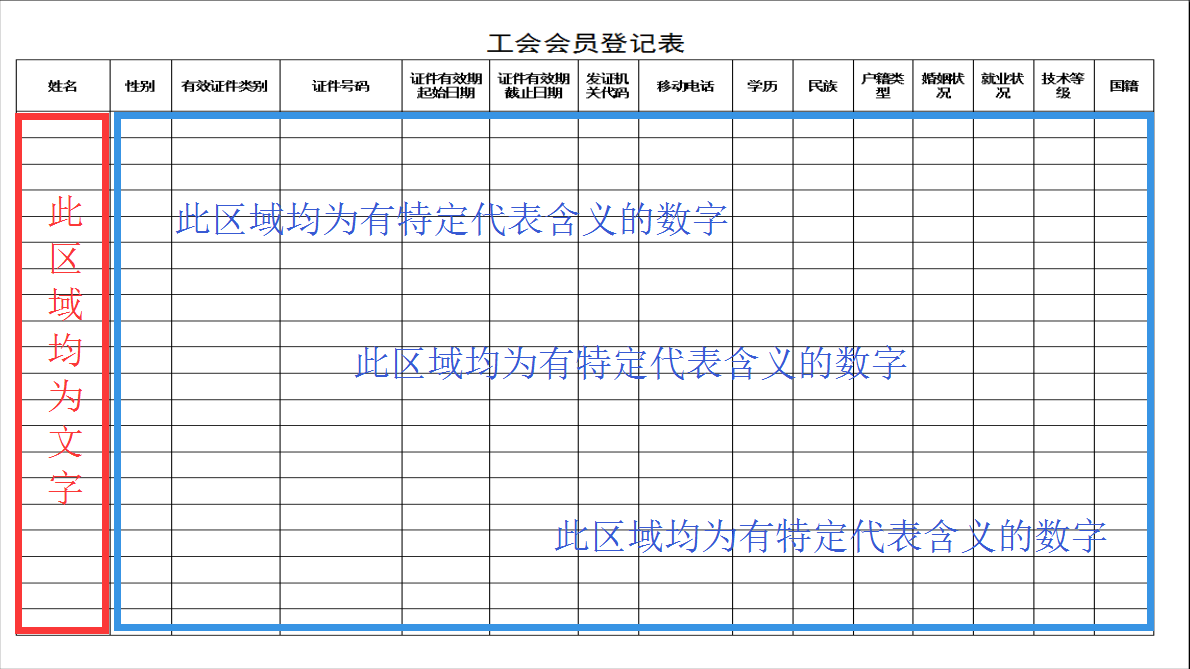 工会会员登记表
姓名 性别 有效证件类别 证件号码 证件有效期起始日期 证件有效期截止日期 发证机关代码 移动电话 学历 民族 户籍类型 婚姻状况 就业状况 技术等级 国籍
此区域均为文字
此区域均为有特定代表含义的数字
此区域均为有特定代表含义的数字
此区域均为有特定代表含义的数字